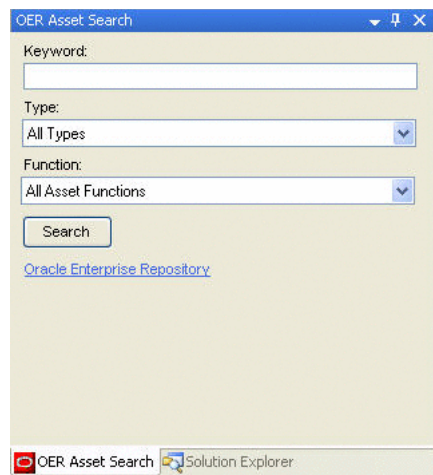 OER Asset Search
Keyword:
Type:
All Types
Function:
All Asset Functions
Search
Oracle Enterprise Repository
OER Asset Search Solution Explorer